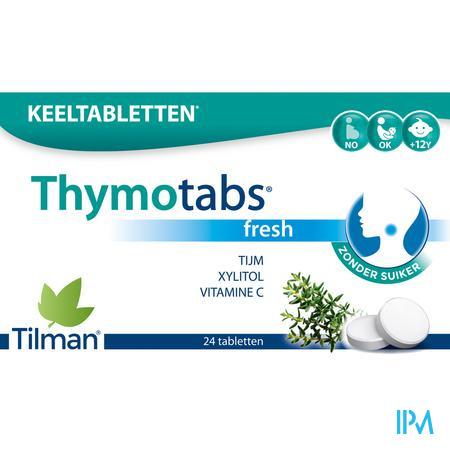 KEELTABLETTEN*
NO
OK
+12Y
Thymotabs®
fresh
TIJM
XYLITOL
VITAMINE C
ZONDER SUIKER
Tilman®
24 tabletten
IPM